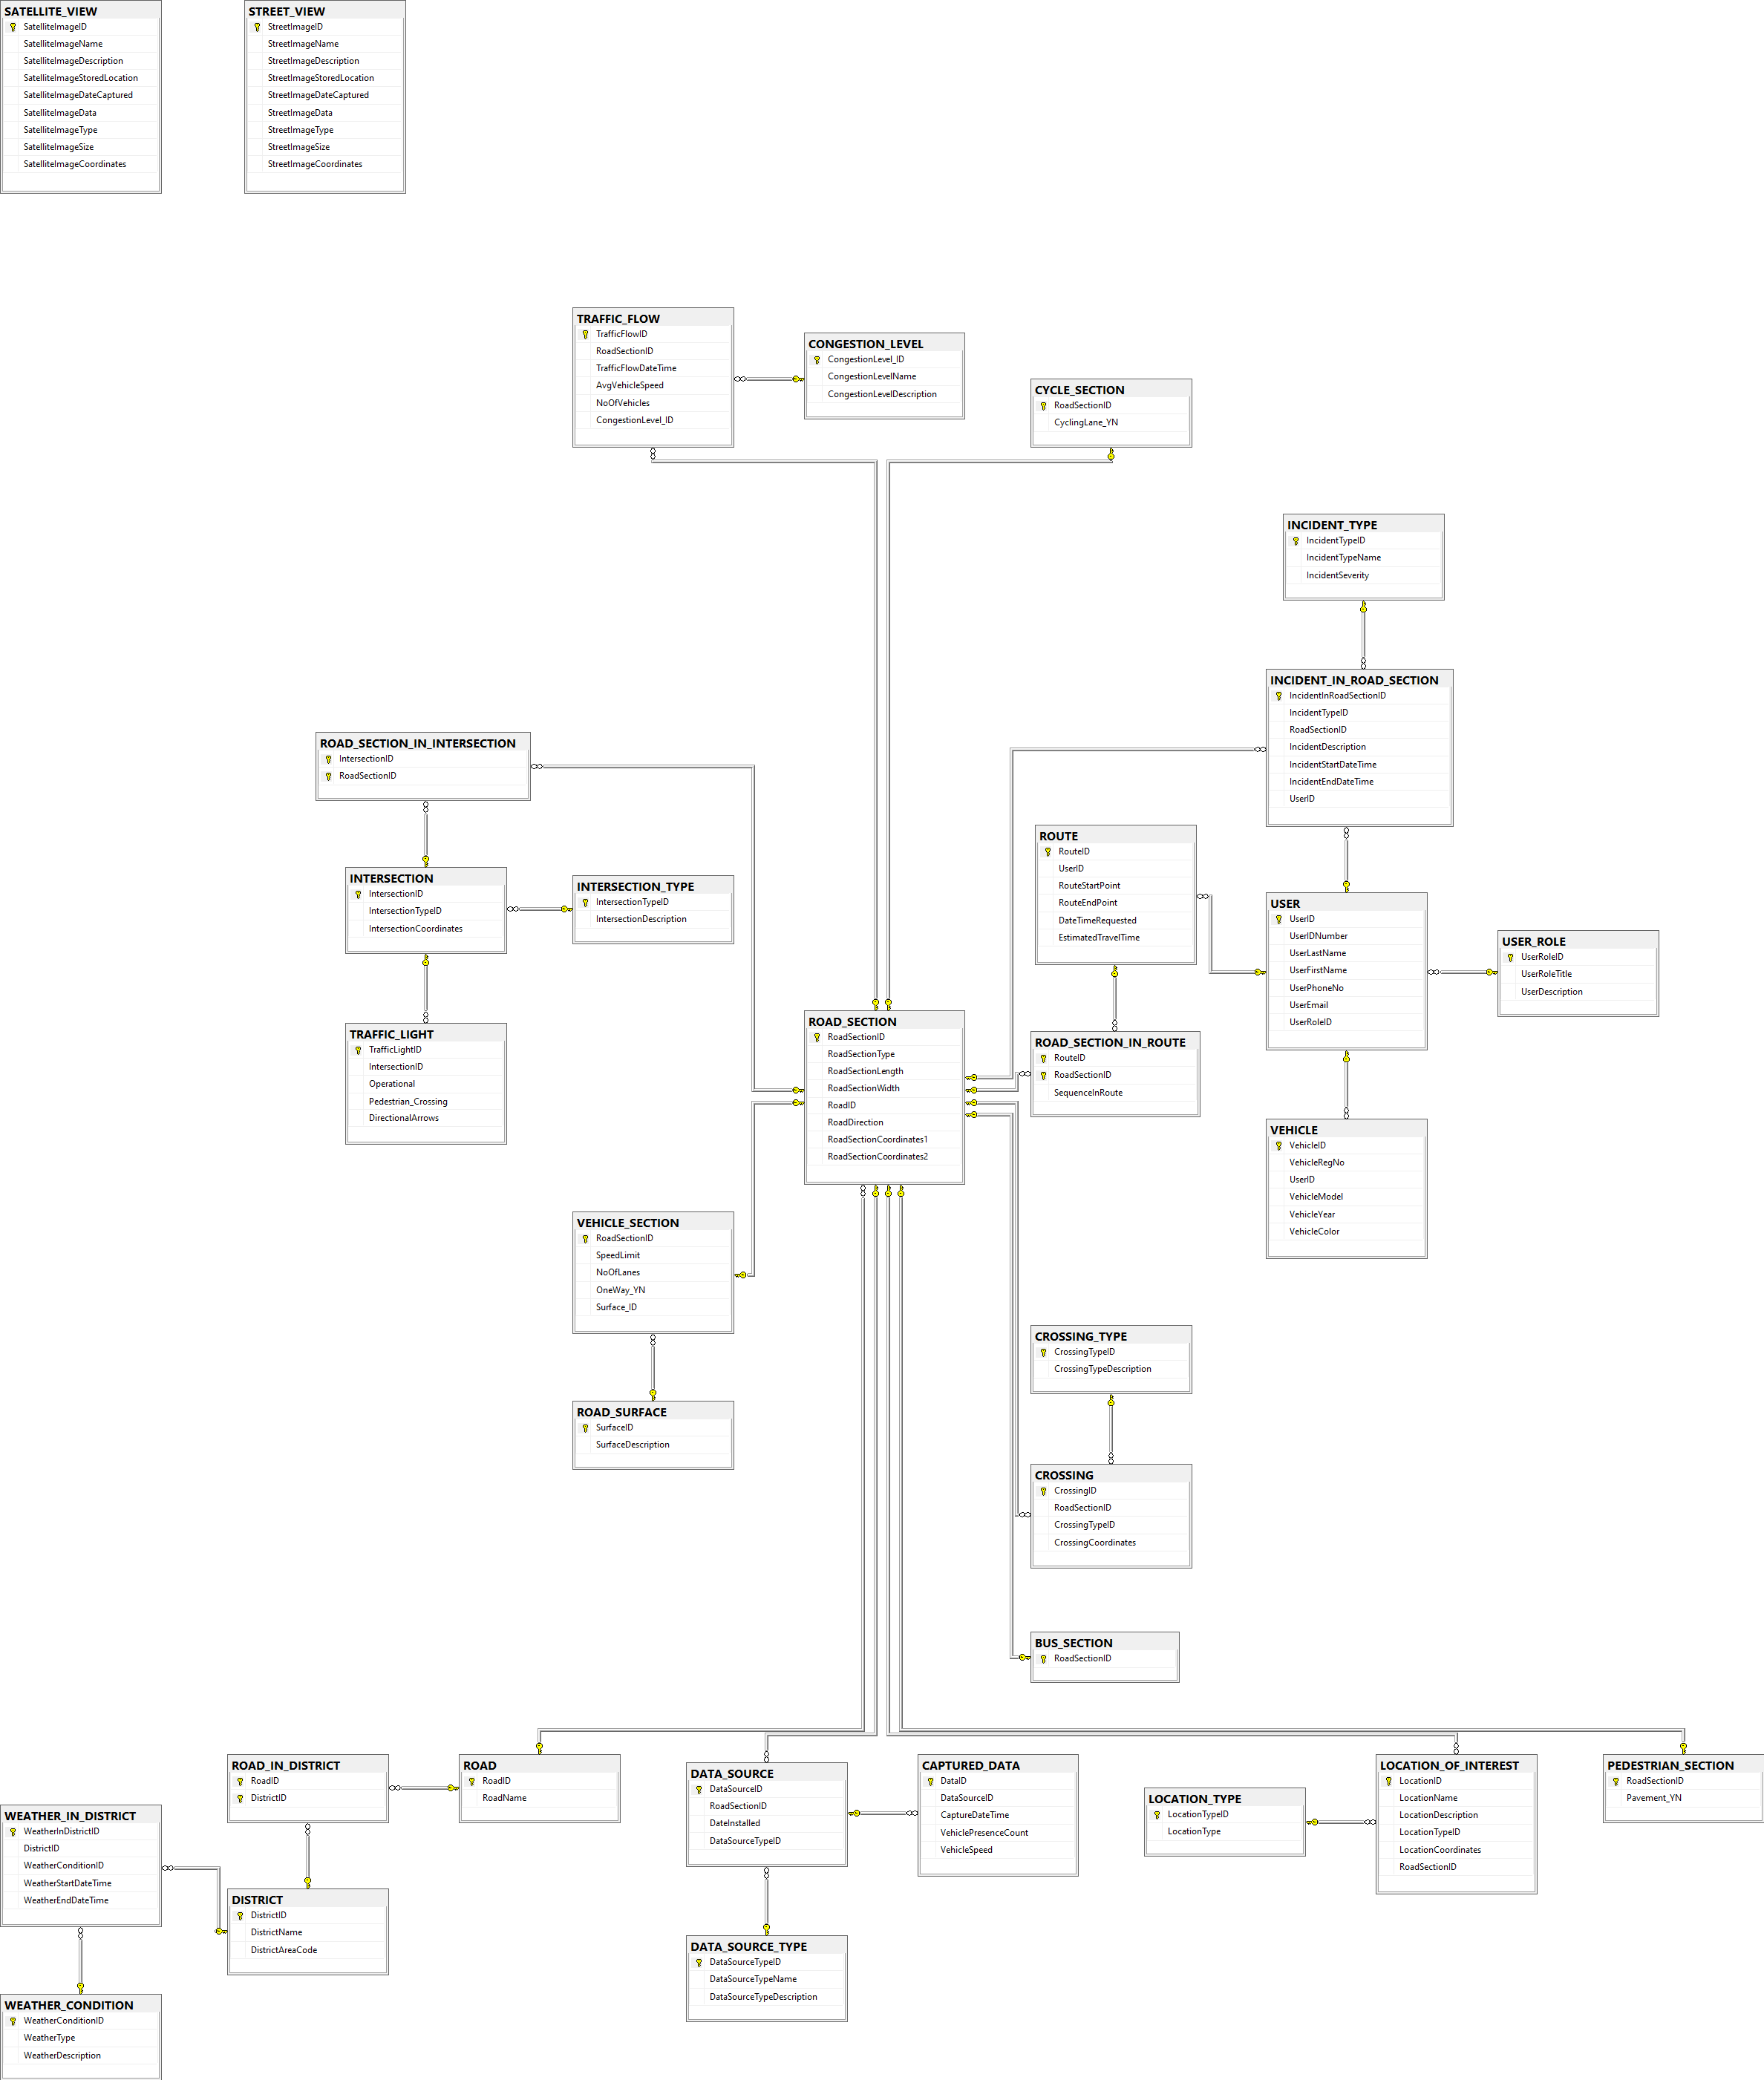 SATELLITE_VIEW
SatelliteImageID
SatelliteImageName
SatelliteImageDescription
SatelliteImageStoredLocation
SatelliteImageDateCaptured
SatelliteImageData
SatelliteImageType
SatelliteImageSize
SatelliteImageCoordinates
STREET_VIEW
StreetImageID
StreetImageName
StreetImageDescription
StreetImageStoredLocation
StreetImageDateCaptured
StreetImageData
StreetImageType
StreetImageSize
StreetImageCoordinates
TRAFFIC_FLOW
TrafficFlowID
RoadSectionID
TrafficFlowDateTime
AvgVehicleSpeed
NoOfVehicles
CongestionLevel_ID
CONGESTION_LEVEL
CongestionLevel_ID
CongestionLevelName
CongestionLevelDescription
CYCLE_SECTION
RoadSectionID
CyclingLane_YN
INCIDENT_TYPE
IncidentTypeID
IncidentTypeName
IncidentSeverity
INCIDENT_IN_ROAD_SECTION
IncidentInRoadSectionID
IncidentTypeID
RoadSectionID
IncidentDescription
IncidentStartDateTime
IncidentEndDateTime
UserID
ROAD_SECTION_IN_INTERSECTION
IntersectionID
RoadSectionID
INTERSECTION
IntersectionID
IntersectionTypeID
IntersectionCoordinates
INTERSECTION_TYPE
IntersectionTypeID
IntersectionDescription
TRAFFIC_LIGHT
TrafficLightID
IntersectionID
Operational
Pedestrian_Crossing
DirectionalArrows
ROUTE
RouteID
UserID
RouteStartPoint
RouteEndPoint
DateTimeRequested
EstimatedTravelTime
USER
UserID
UserIDNumber
UserLastName
UserFirstName
UserPhoneNo
UserEmail
UserRoleID
USER_ROLE
UserRoleID
UserRoleTitle
UserDescription
ROAD_SECTION
RoadSectionID
RoadSectionType
RoadSectionLength
RoadSectionWidth
RoadID
RoadDirection
RoadSectionCoordinates1
RoadSectionCoordinates2
ROAD_SECTION_IN_ROUTE
RouteID
RoadSectionID
SequenceInRoute
VEHICLE
VehicleID
VehicleRegNo
UserID
VehicleModel
VehicleYear
VehicleColor
VEHICLE_SECTION
RoadSectionID
SpeedLimit
NoOfLanes
OneWay_YN
Surface_ID
ROAD_SURFACE
SurfaceID
SurfaceDescription
CROSSING_TYPE
CrossingTypeID
CrossingTypeDescription
CROSSING
CrossingID
RoadSectionID
CrossingTypeID
CrossingCoordinates
BUS_SECTION
RoadSectionID
ROAD_IN_DISTRICT
RoadID
DistrictID
ROAD
RoadID
RoadName
DATA_SOURCE
DataSourceID
RoadSectionID
DateInstalled
DataSourceTypeID
CAPTURED_DATA
DataID
DataSourceID
CaptureDateTime
VehiclePresenceCount
VehicleSpeed
LOCATION_TYPE
LocationTypeID
LocationType
LOCATION_OF_INTEREST
LocationID
LocationName
LocationDescription
LocationTypeID
LocationCoordinates
RoadSectionID
PEDESTRIAN_SECTION
RoadSectionID
Pavement_YN
WEATHER_IN_DISTRICT
WeatherInDistrictID
DistrictID
WeatherConditionID
WeatherStartDateTime
WeatherEndDateTime
DISTRICT
DistrictID
DistrictName
DistrictAreaCode
DATA_SOURCE_TYPE
DataSourceTypeID
DataSourceTypeName
DataSourceTypeDescription
WEATHER_CONDITION
WeatherConditionID
WeatherType
WeatherDescription